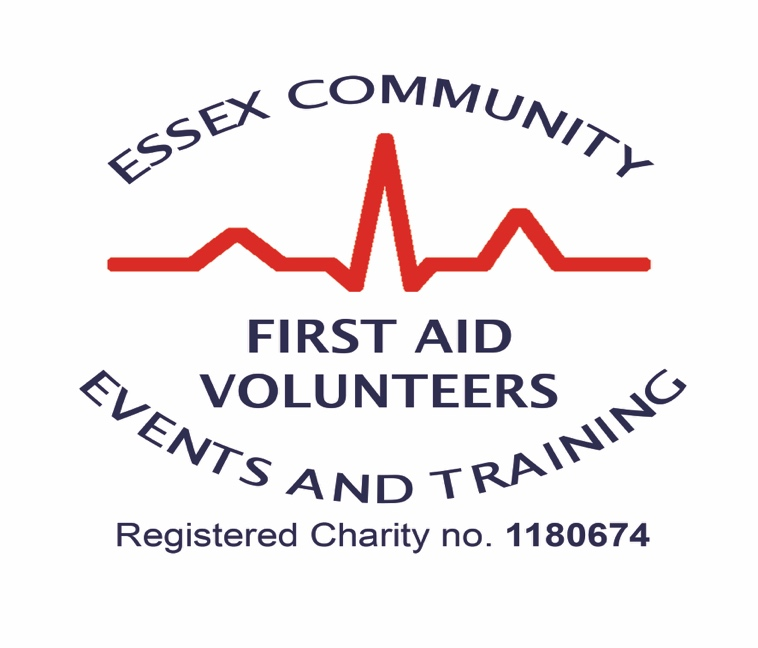 ESSEX COMMUNITY
FIRST AID
VOLUNTEERS
EVENTS AND TRAINING
Registered Charity no. 1180674